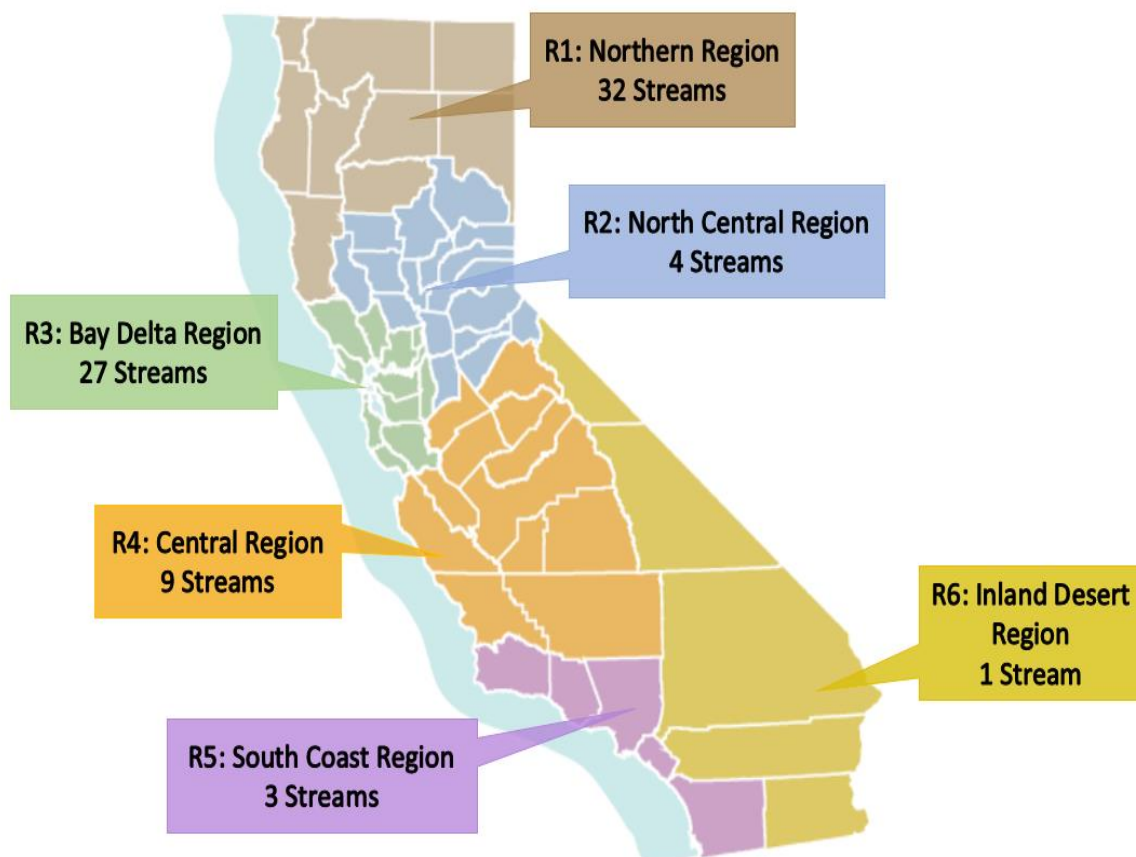 R1: Northern Region
32 Streams
R2: North Central Region
4 Streams
R3: Bay Delta Region
27 Streams
R4: Central Region
9 Streams
R6: Inland Desert
Region
1 Stream
R5: South Coast Region
3 Streams